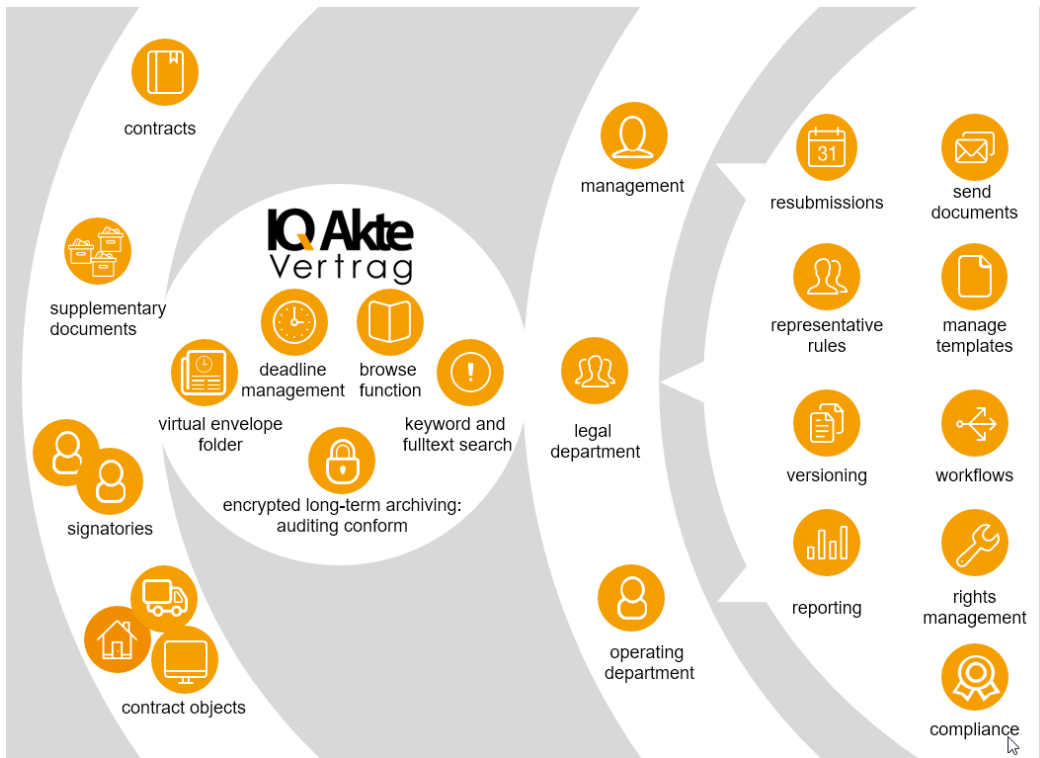 contracts
supplementary
documents
signatories
contract objects
IQ Akte
Vertrag
deadline
management
browse
function
virtual envelope
folder
keyword and
fulltext search
encrypted long-term archiving:
auditing conform
management
legal
department
operating
department
31
resubmissions
send
documents
representative
rules
manage
templates
versioning
workflows
reporting
rights
management
compliance